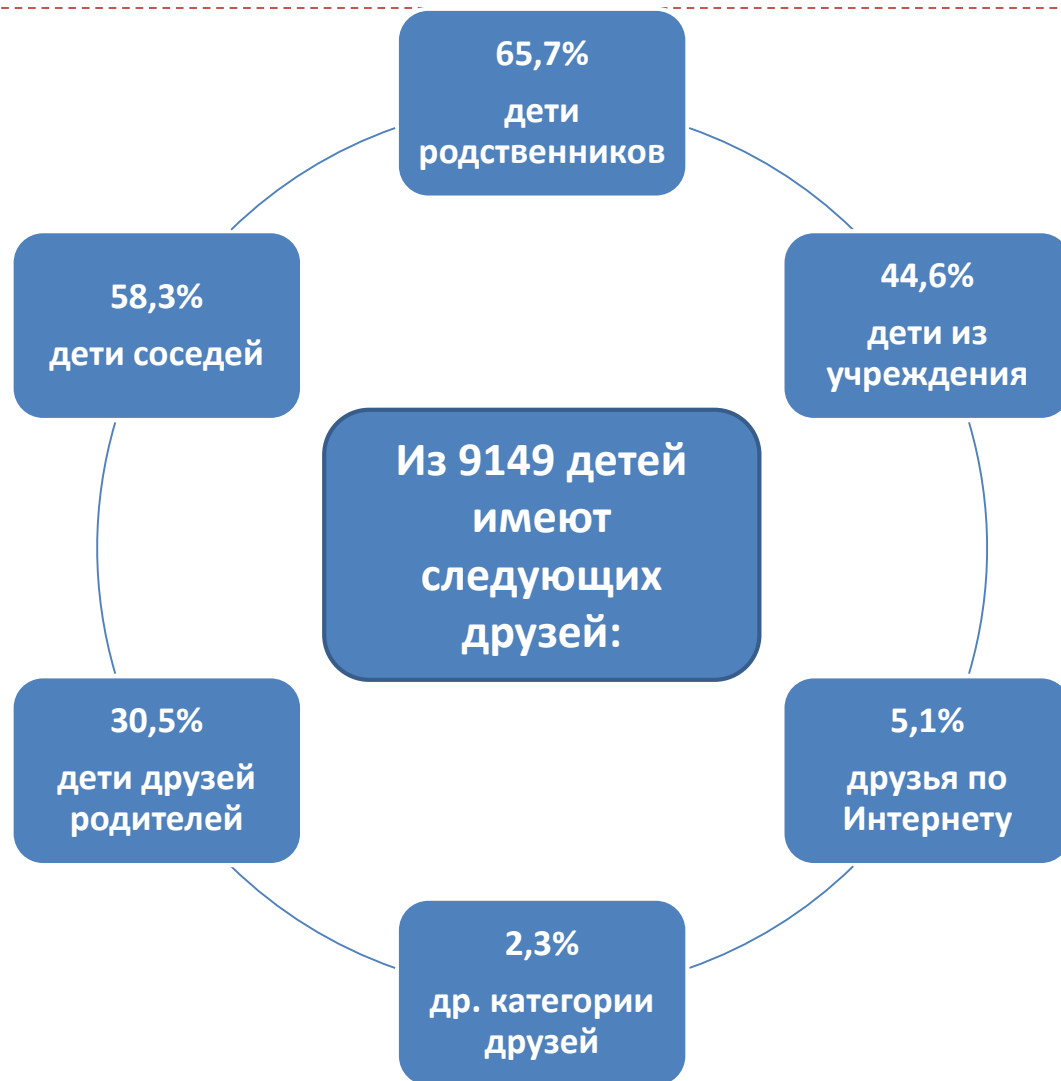 65,7%
дети
родственников
44,6%
дети из
учреждения
5,1%
друзья по
Интернету
2,3%
др. категории
друзей
30,5%
дети друзей
родителей
58,3%
дети соседей
Из 9149 детей
имеют
следующих
друзей: